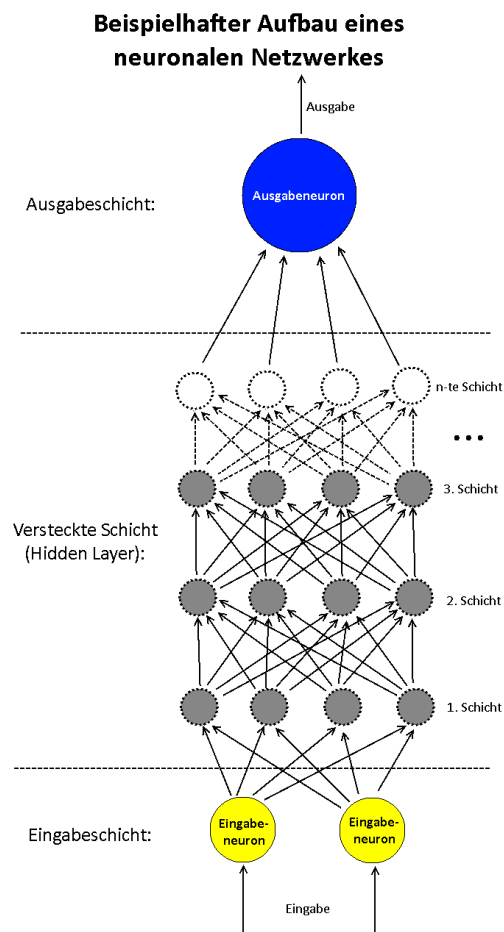 Beispielhafter Aufbau eines
neuronalen Netzwerkes
Ausgabe
Ausgabeneuron
Ausgabeschicht:
n-te Schicht
...
3. Schicht
Versteckte Schicht
(Hidden Layer):
2. Schicht
1. Schicht
Eingabeschicht:
Eingabe-
neuron
Eingabe-
neuron
Eingabe